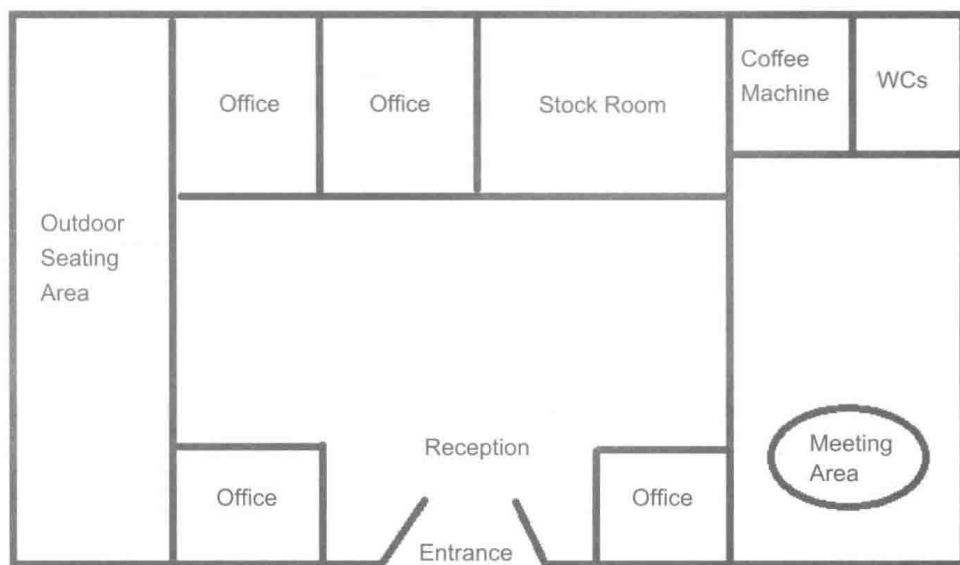 Office
Office
Stock Room
Coffee
Machine
WCs
Outdoor
Seating
Area
Reception
Meeting
Area
Office
Office
Entrance